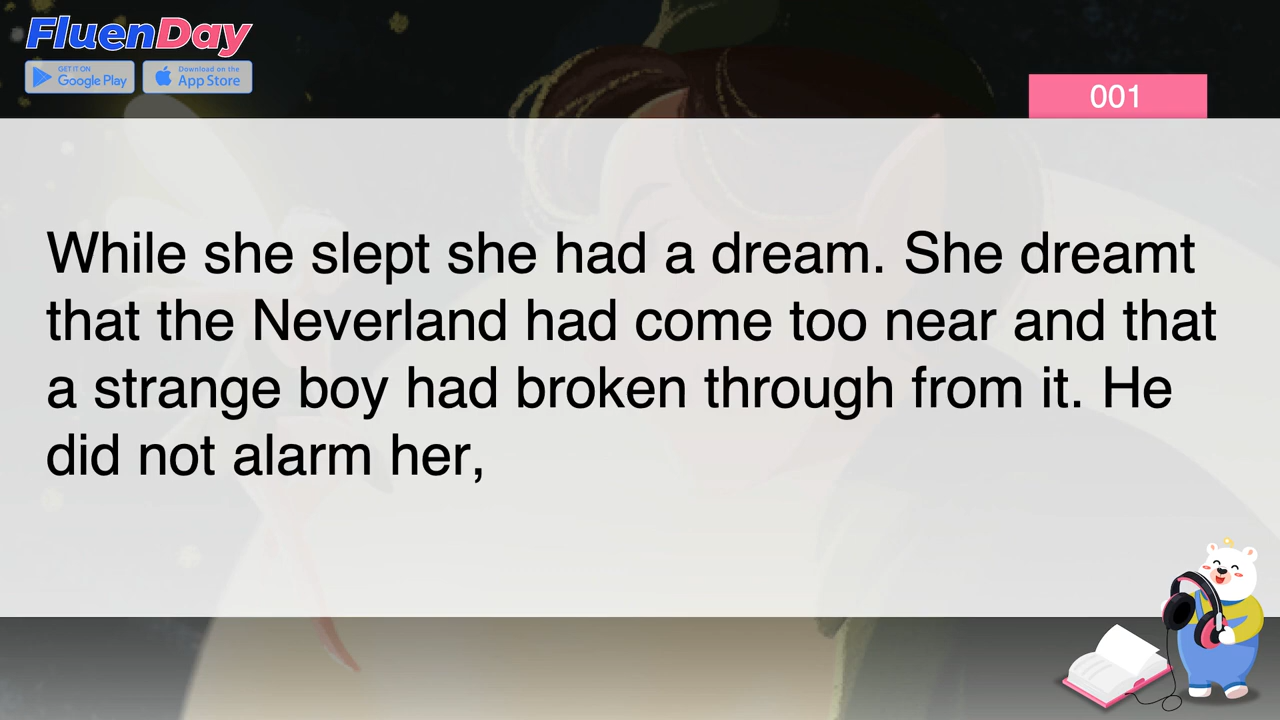 FluenDay
GET IT ON
Google Play
Download on the
App Store
001
While she slept she had a dream. She dreamt
that the Neverland had come too near and that
a strange boy had broken through from it. He
did not alarm her,